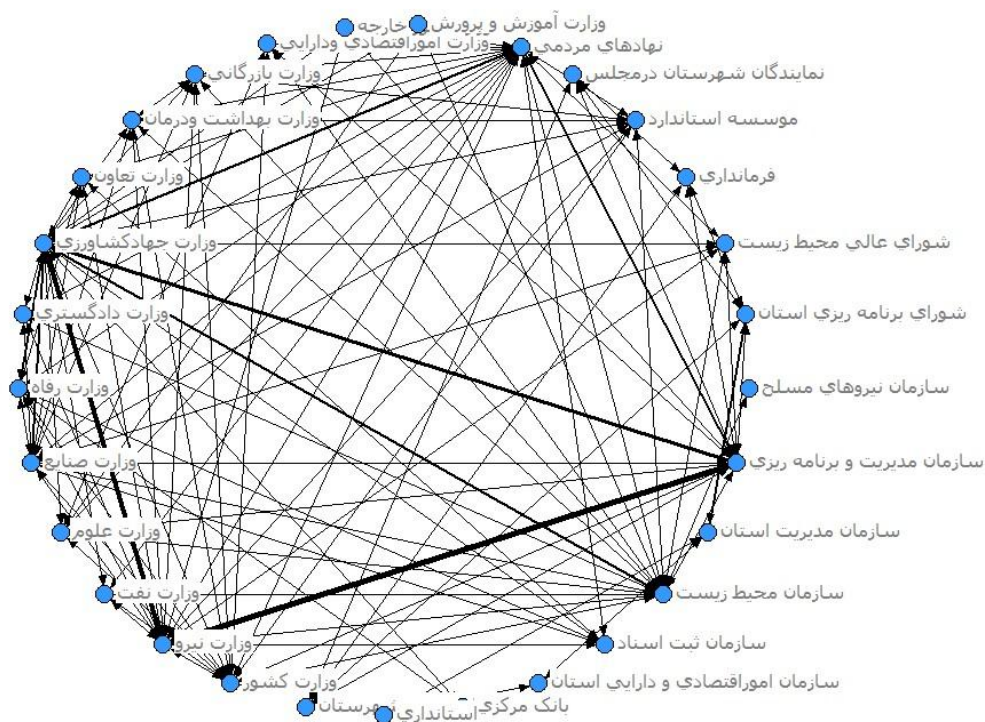 وزارت آموزش و پرورش
خارجه
وزارت اموراقتصادي ودارايي
نهادهاي مردمي
وزارت بازرگاني
نمايندگان شهرستان درمجلس
وزارت بهداشت ودرمان
موسسه استاندارد
وزارت تعاون
فرمانداري
وزارت جهادكشاورزي
شوراي عالي محيط زيست
وزارت دادگستري
شوراي برنامه ريزي استان
وزارت رفاه
سازمان نيروهاي مسلح
وزارت صنايع
سازمان مديريت و برنامه ريزي
وزارت علوم
سازمان مديريت استان
وزارت نفت
سازمان محيط زيست
وزارت نيرو
سازمان ثبت اسناد
وزارت كشور
سازمان اموراقتصادي و دارايي استان
بانک مركزي
استانداري